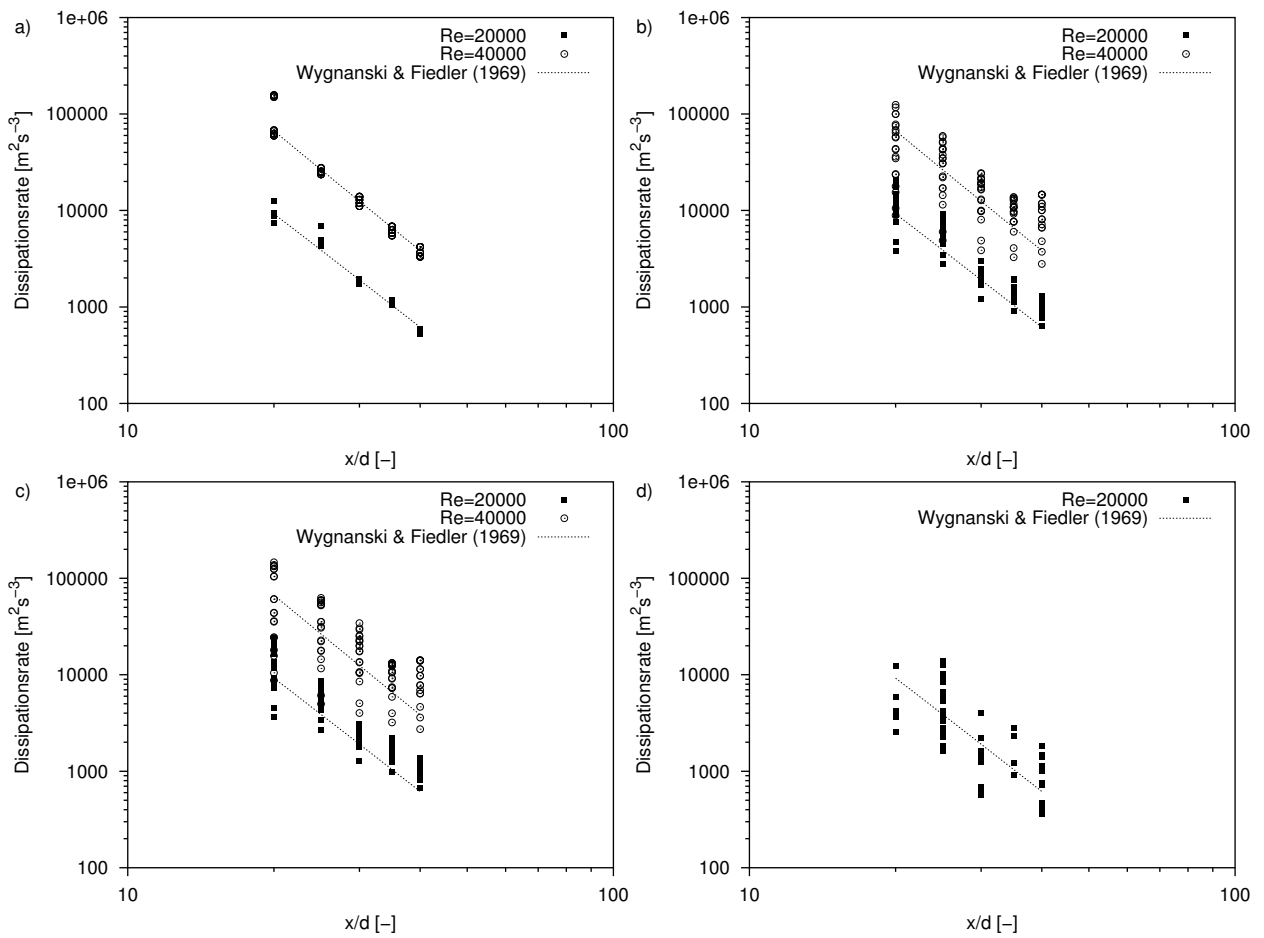 a)
1e+06
100000
10000
1000
100
10
100
Dissipationsrate [m²s⁻³]
x/d [−]
Re=20000
Re=40000
Wygnanski & Fiedler (1969)
b)
1e+06
100000
10000
1000
100
10
100
Dissipationsrate [m²s⁻³]
x/d [−]
Re=20000
Re=40000
Wygnanski & Fiedler (1969)
c)
1e+06
100000
10000
1000
100
10
100
Dissipationsrate [m²s⁻³]
x/d [−]
Re=20000
Re=40000
Wygnanski & Fiedler (1969)
d)
1e+06
100000
10000
1000
100
10
100
Dissipationsrate [m²s⁻³]
x/d [−]
Re=20000
Wygnanski & Fiedler (1969)